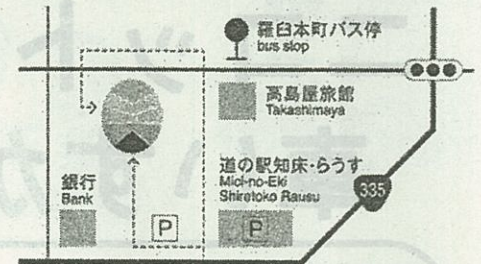 羅臼本町バス停
bus stop
高島屋旅館
Takashimaya
道の駅知床・らうす
Mici-no-Eki
Shiretoko Rausu
335
銀行
Bank
P
P